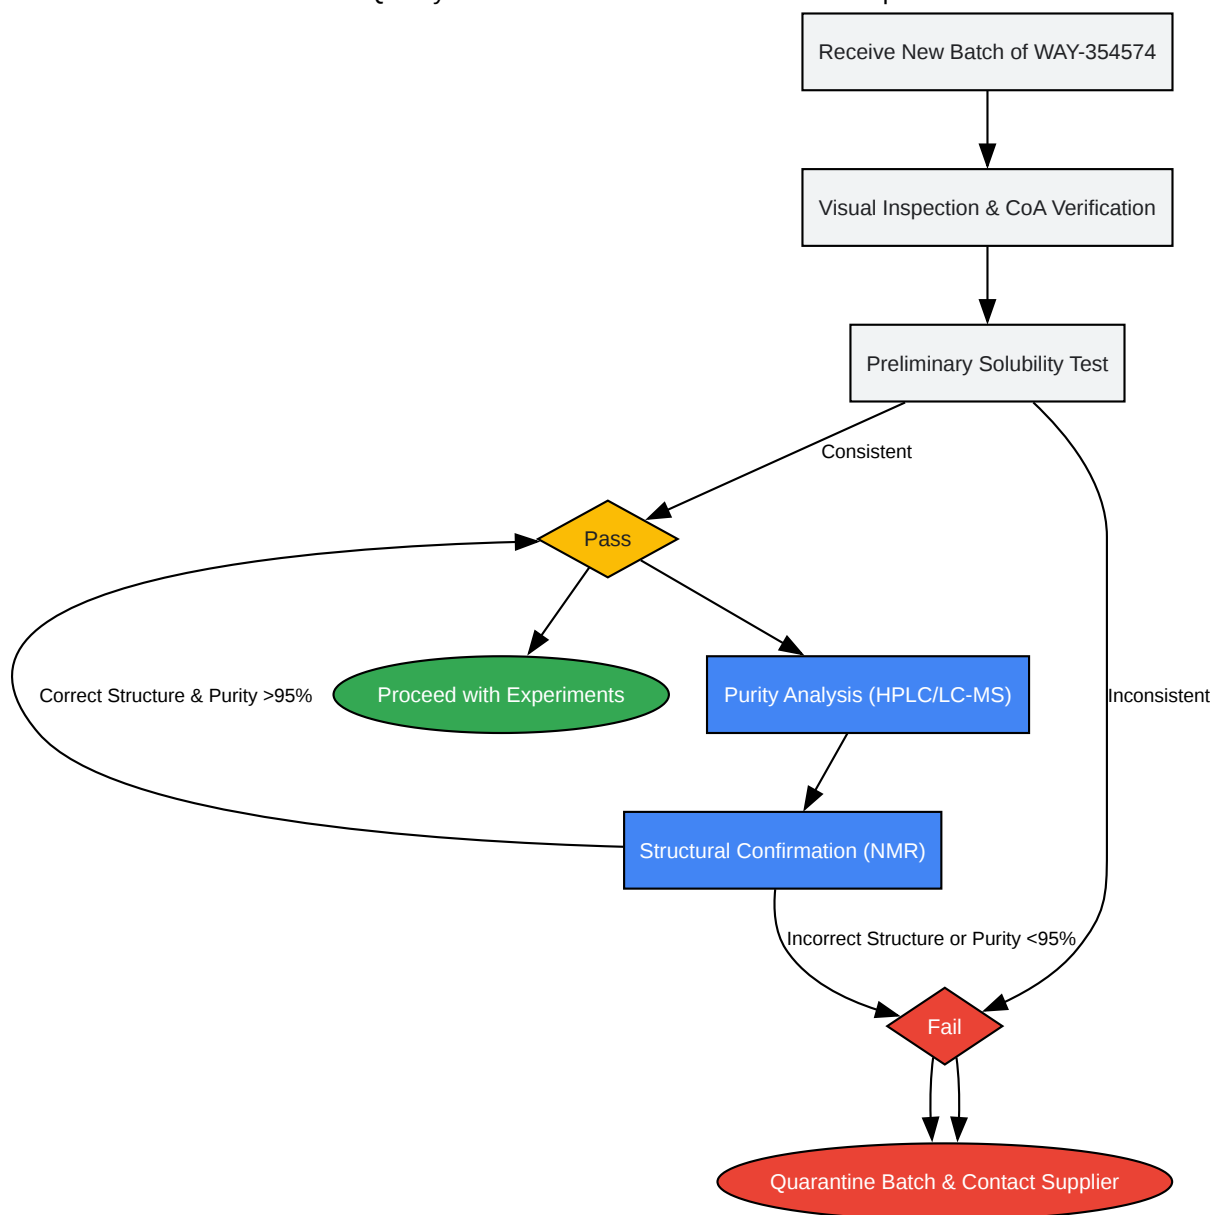 Receive New Batch of WAY-354574
Visual Inspection & CoA Verification
Preliminary Solubility Test
Consistent
Pass
Correct Structure & Purity >95%
Proceed with Experiments
Purity Analysis (HPLC/LC-MS)
Inconsistent
Structural Confirmation (NMR)
Incorrect Structure or Purity <95%
Fail
Quarantine Batch & Contact Supplier